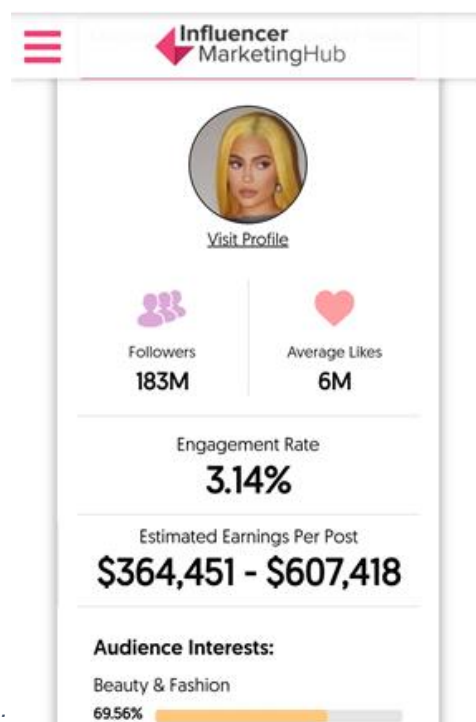 Influencer
MarketingHub
Visit Profile
Followers
183M
Average Likes
6M
Engagement Rate
3.14%
Estimated Earnings Per Post
$364,451 - $607,418
Audience Interests:
Beauty & Fashion
69.56%